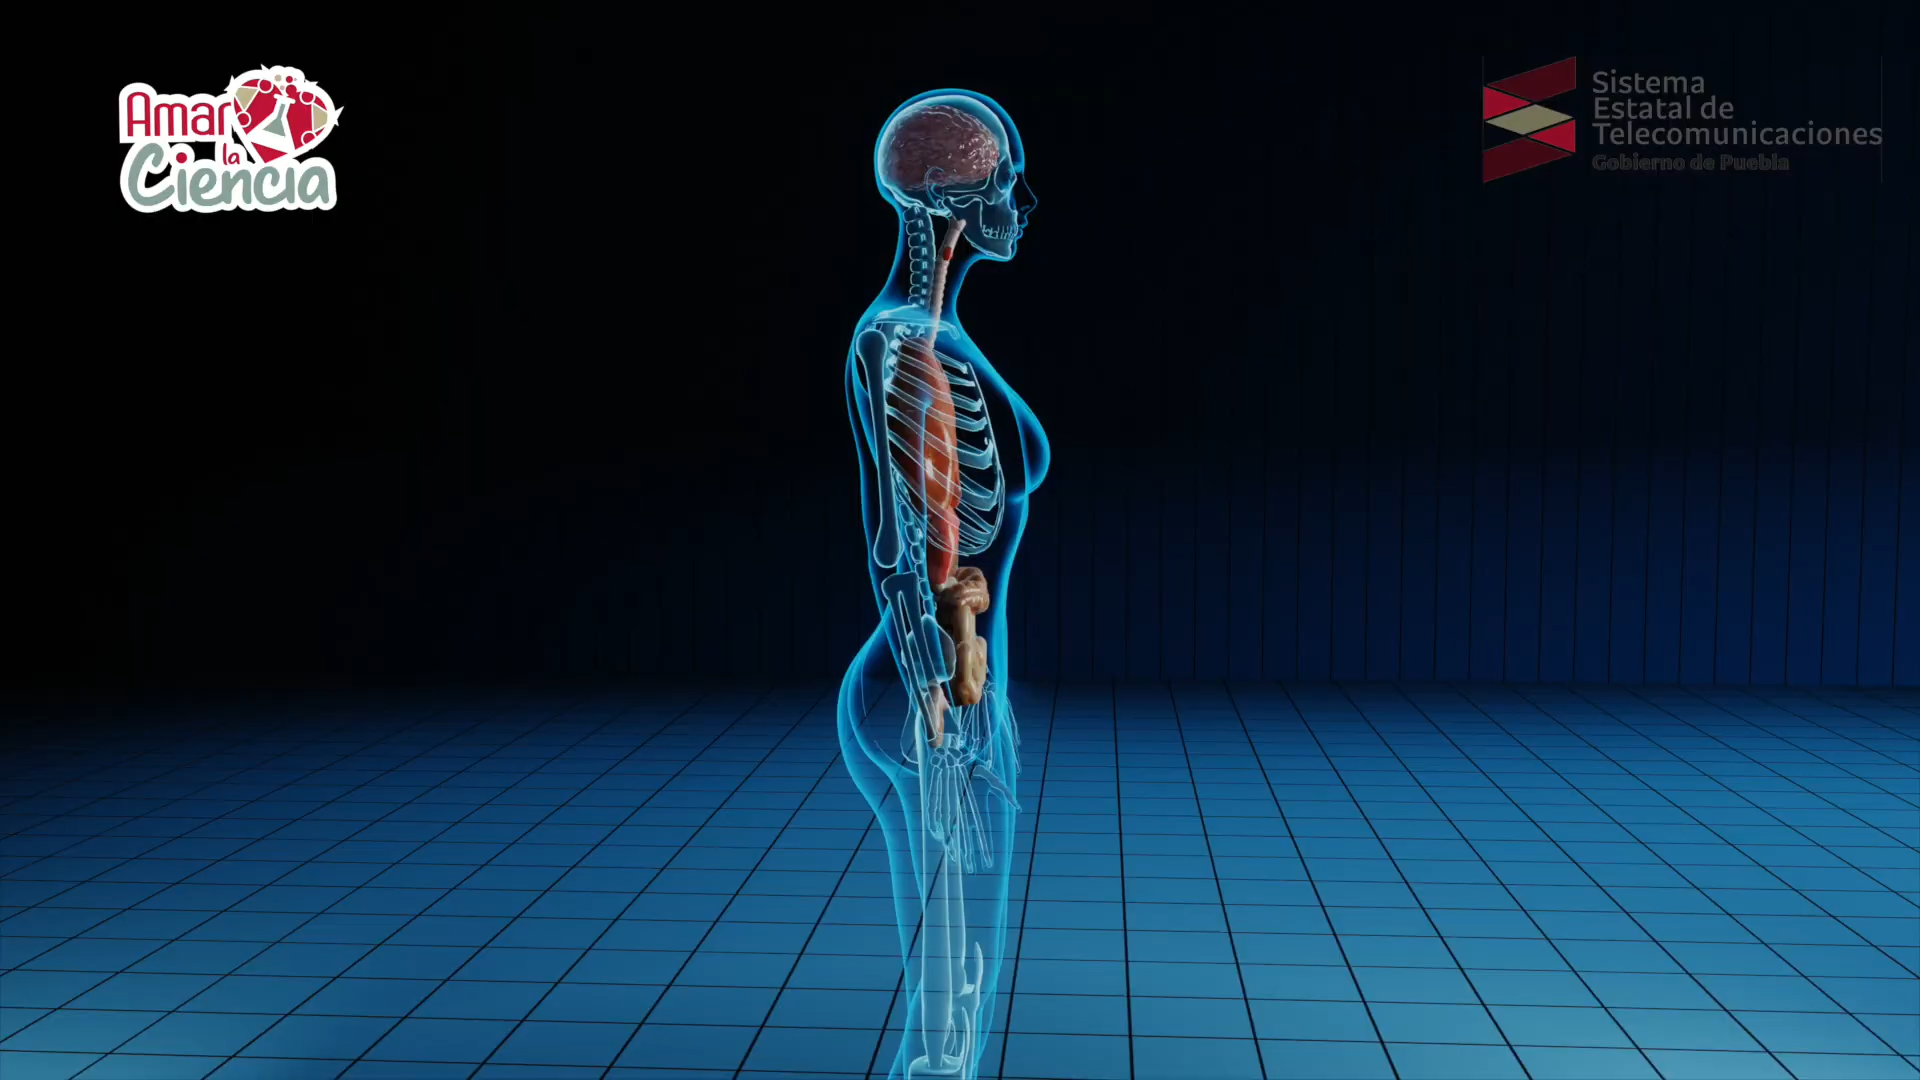 Amar
la
Ciencia
Sistema
Estatal de
Telecomunicaciones
Gobierno de Puebla